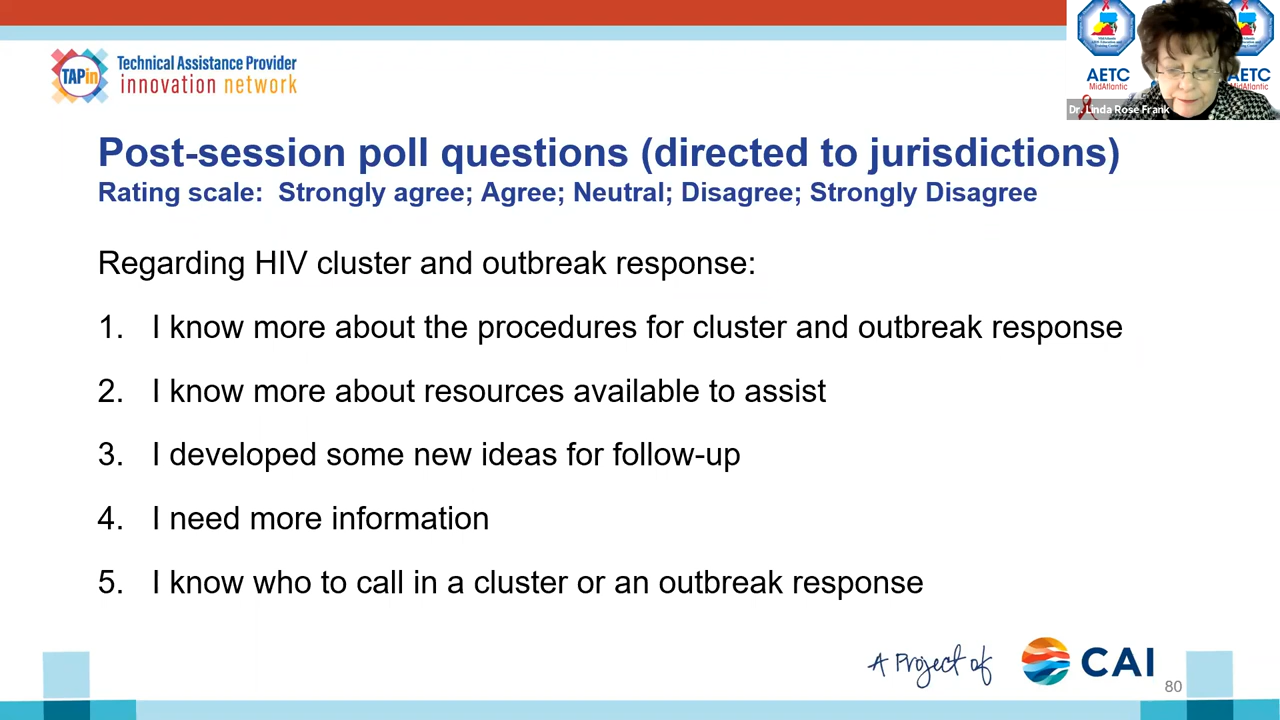 TAPin
Technical Assistance Provider
innovation network
AETC
MidAtlantic
AETC
MidAtlantic
Dr. Linda Rose Frank
Post-session poll questions (directed to jurisdictions)
Rating scale: Strongly agree; Agree; Neutral; Disagree; Strongly Disagree
Regarding HIV cluster and outbreak response:
1. I know more about the procedures for cluster and outbreak response
2. I know more about resources available to assist
3. I developed some new ideas for follow-up
4. I need more information
5. I know who to call in a cluster or an outbreak response
A Project of
CAI
80